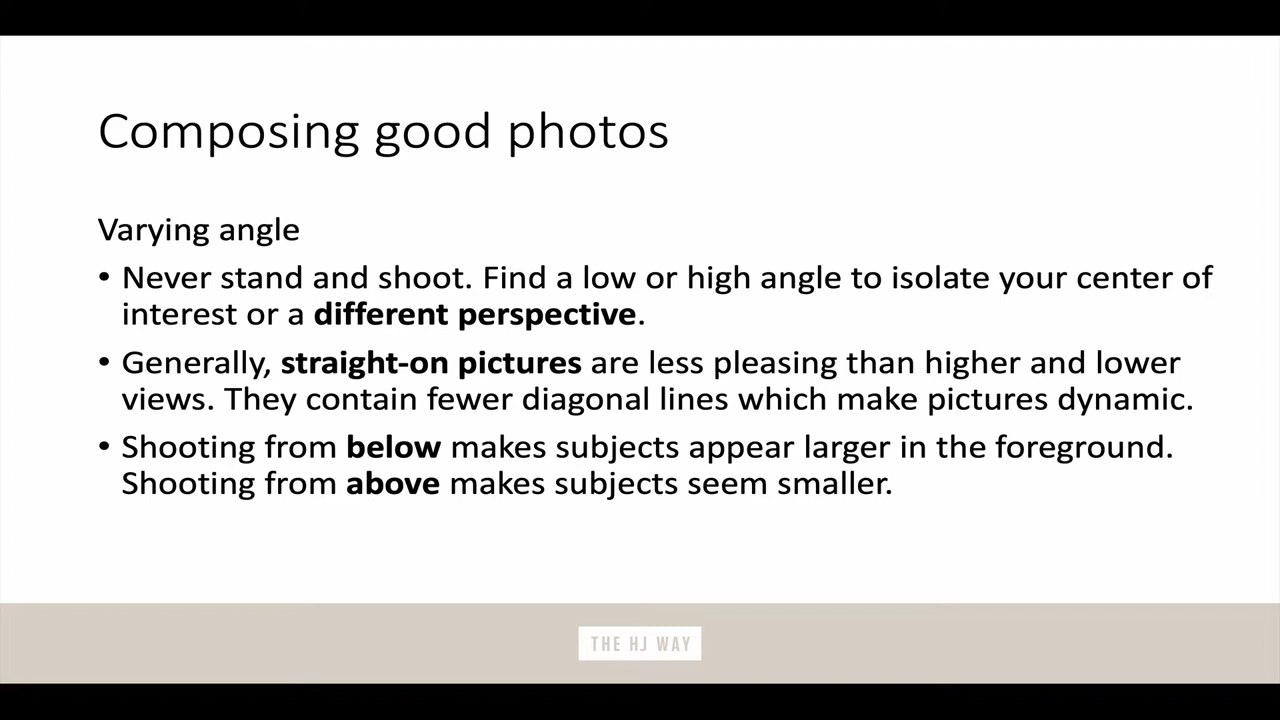 Composing good photos
Varying angle
• Never stand and shoot. Find a low or high angle to isolate your center of
interest or a different perspective.
• Generally, straight-on pictures are less pleasing than higher and lower
views. They contain fewer diagonal lines which make pictures dynamic.
• Shooting from below makes subjects appear larger in the foreground.
Shooting from above makes subjects seem smaller.
THE HJ WAY